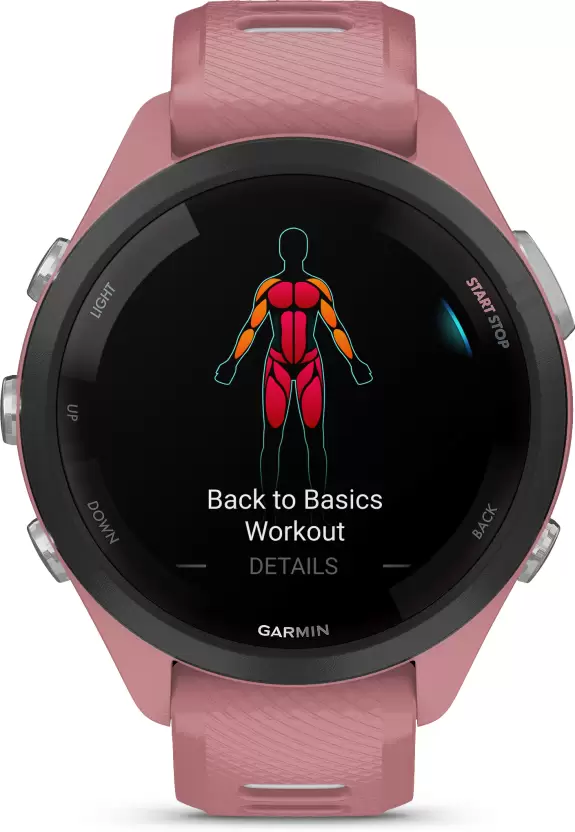 LIGHT
START STOP
UP
DOWN
BACK
Back to Basics
Workout
DETAILS
GARMIN